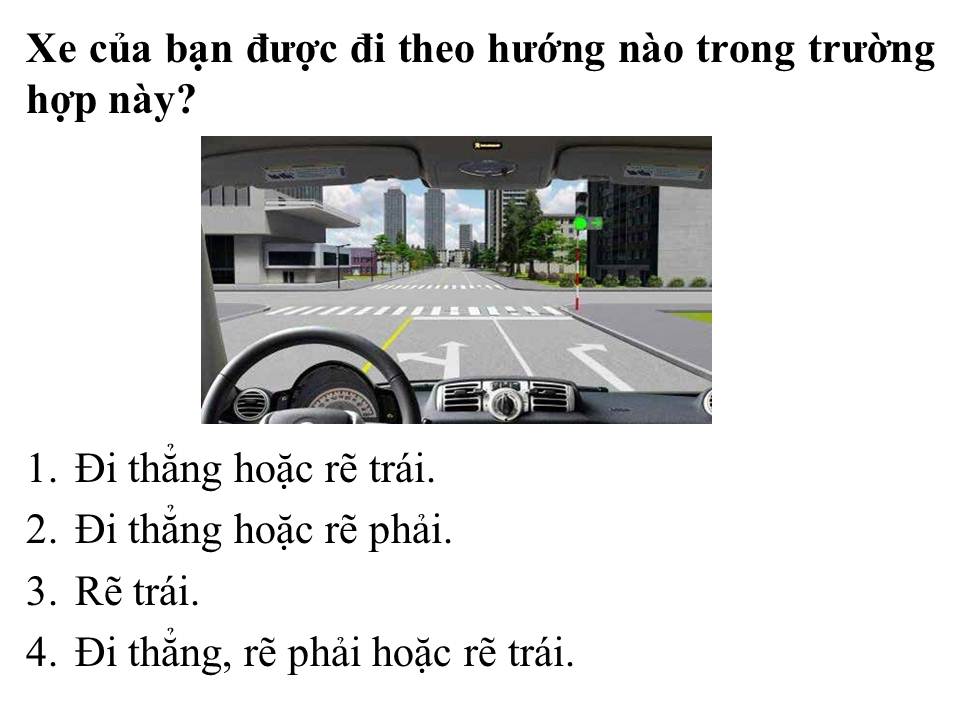 Xe của bạn được đi theo hướng nào trong trường
hợp này?
1. Đi thẳng hoặc rẽ trái.
2. Đi thẳng hoặc rẽ phải.
3. Rẽ trái.
4. Đi thẳng, rẽ phải hoặc rẽ trái.